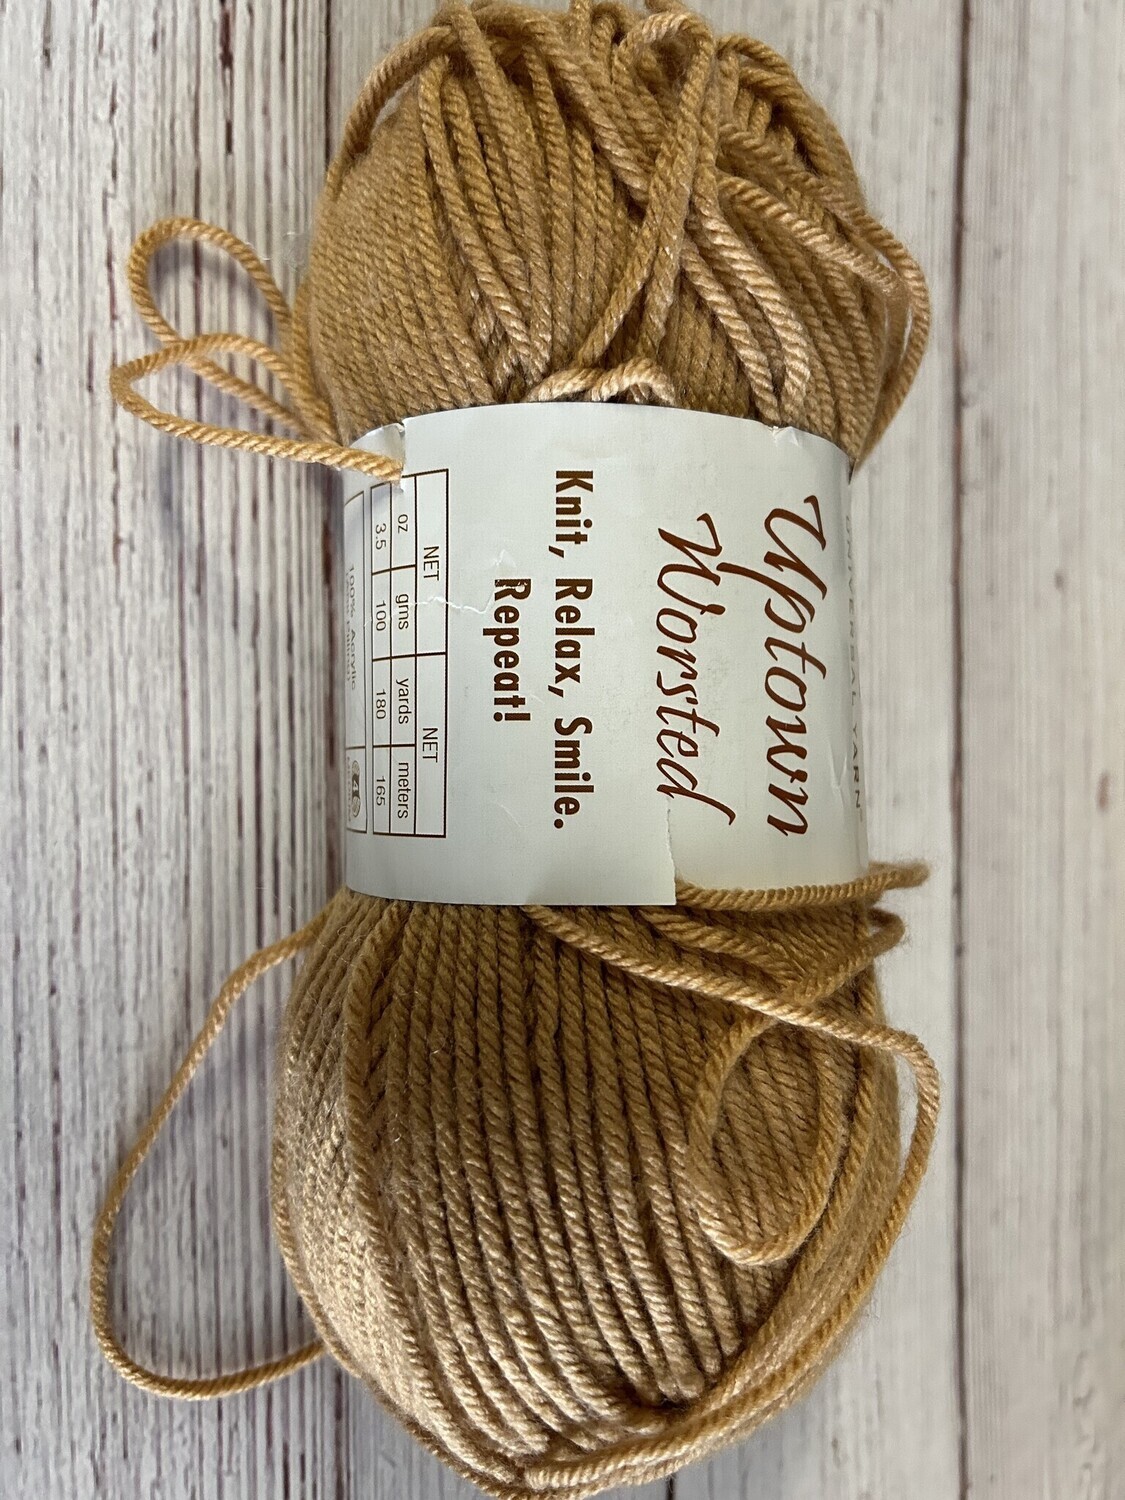 UNIVERSAL YARN
Uptown
Worsted
Knit, Relax, Smile.
Repeat!
NET NET
oz gms yards meters
3.5 100 180 165
100% Acrylic